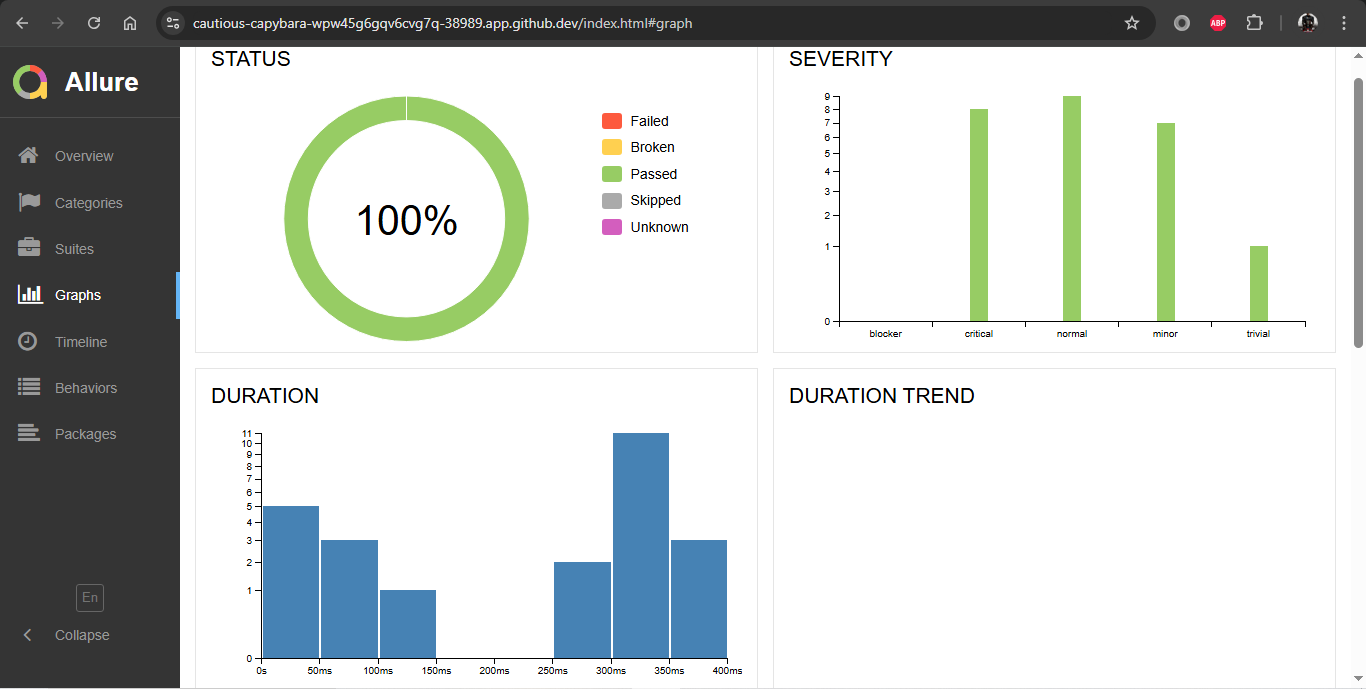 cautious-capybara-wpw45g6gqv6cvg7q-38989.app.github.dev/index.html#graph
ABP
Allure
Overview
Categories
Suites
Graphs
Timeline
Behaviors
Packages
En
Collapse
STATUS
100%
Failed
Broken
Passed
Skipped
Unknown
SEVERITY
9
8
7
6
5
4
3
2
1
0
blocker critical normal minor trivial
DURATION
11
10
9
8
7
6
5
4
3
2
1
0
0s 50ms 100ms 150ms 200ms 250ms 300ms 350ms 400ms
DURATION TREND